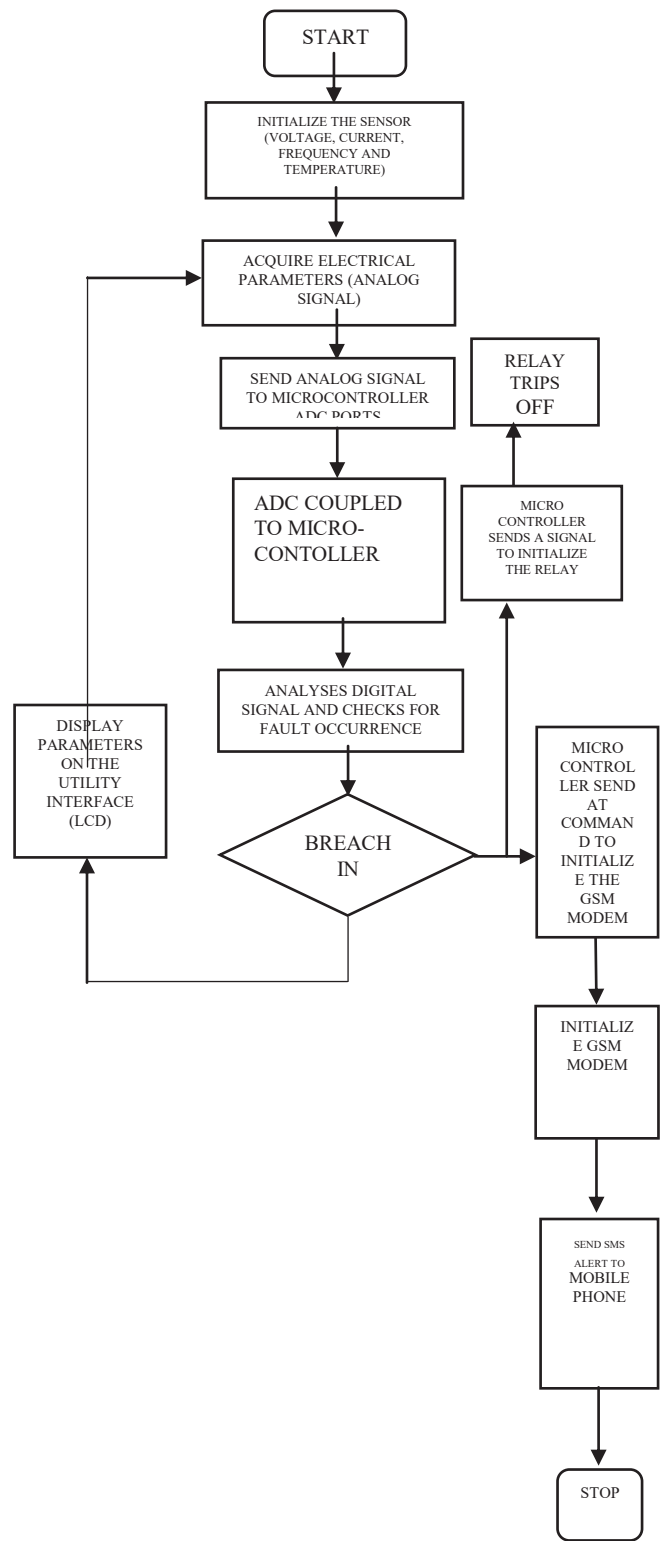 START
INITIALIZE THE SENSOR
(VOLTAGE, CURRENT,
FREQUENCY AND
TEMPERATURE)
ACQUIRE ELECTRICAL
PARAMETERS (ANALOG
SIGNAL)
SEND ANALOG SIGNAL
TO MICROCONTROLLER
ADC PORTS
RELAY
TRIPS
OFF
ADC COUPLED
TO MICRO-
CONTOLLER
MICRO
CONTROLLER
SENDS A SIGNAL
TO INITIALIZE
THE RELAY
ANALYSES DIGITAL
SIGNAL AND CHECKS FOR
FAULT OCCURRENCE
DISPLAY
PARAMETERS
ON THE
UTILITY
INTERFACE
(LCD)
BREACH
IN
MICRO
CONTROL
LER SEND
AT
COMMAN
D TO
INITIALIZ
E THE
GSM
MODEM
INITIALIZ
E GSM
MODEM
SEND SMS
ALERT TO
MOBILE
PHONE
STOP